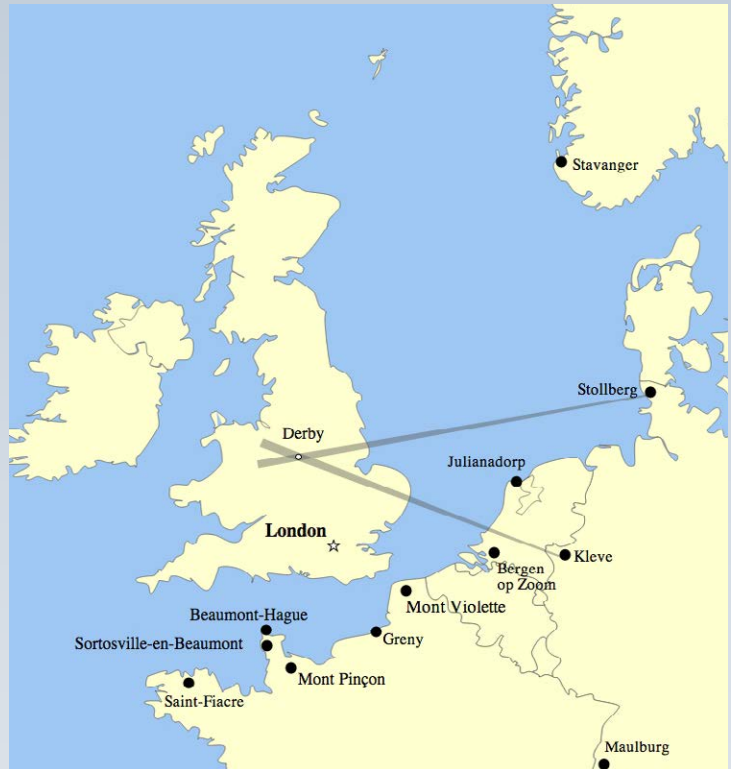 Stavanger
Stollberg
Derby
Julianadorp
London
Kleve
Bergen
op Zoom
Mont Violette
Beaumont-Hague
Greny
Sortosville-en-Beaumont
Mont Pinçon
Saint-Fiacre
Maulburg